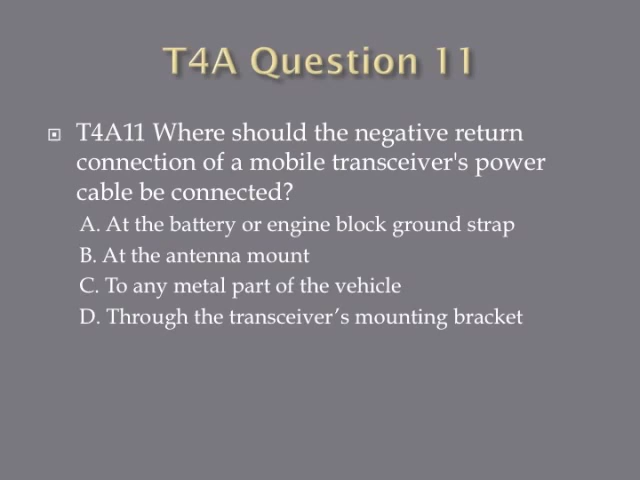 T4A Question 11
T4A11 Where should the negative return
connection of a mobile transceiver's power
cable be connected?
A. At the battery or engine block ground strap
B. At the antenna mount
C. To any metal part of the vehicle
D. Through the transceiver’s mounting bracket